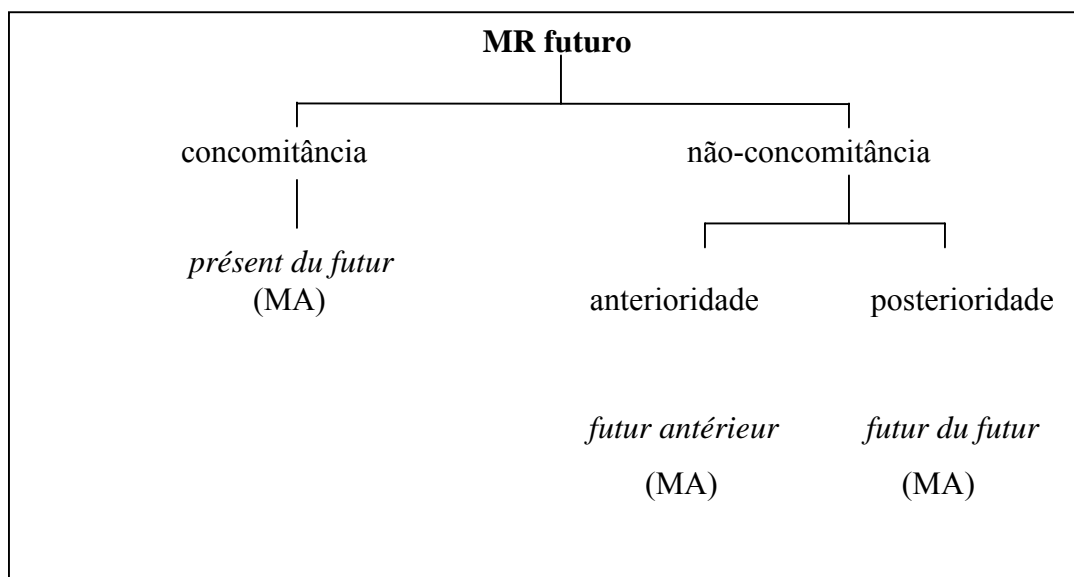 MR futuro
concomitância não-concomitância
présent du futur
(MA) anterioridade posterioridade
futur antérieur futur du futur
(MA) (MA)